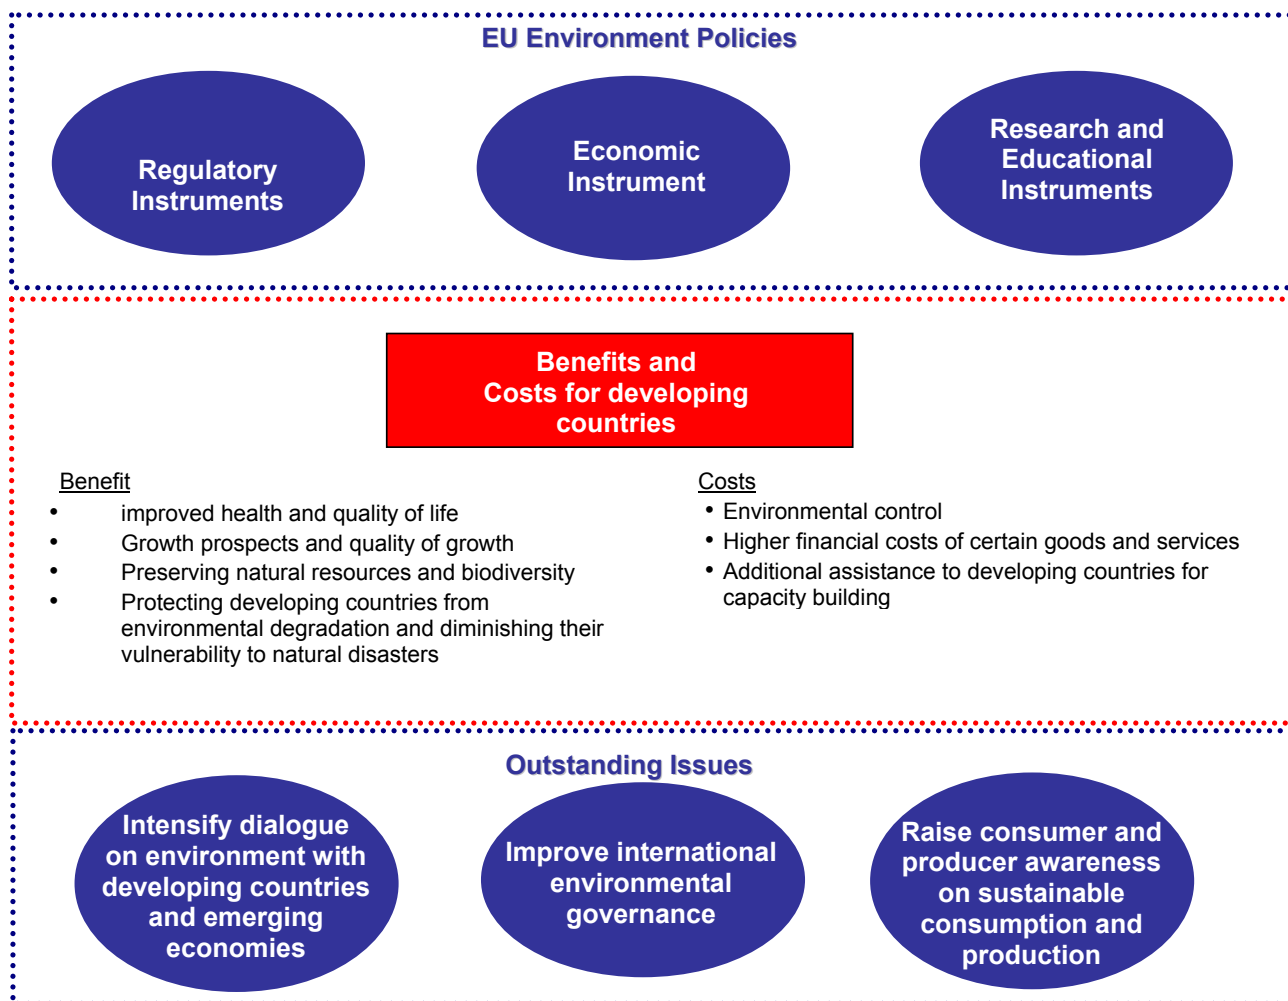 EU Environment Policies
Regulatory
Instruments
Economic
Instrument
Research and
Educational
Instruments
Benefits and
Costs for developing
countries
Benefit
• improved health and quality of life
• Growth prospects and quality of growth
• Preserving natural resources and biodiversity
• Protecting developing countries from
environmental degradation and diminishing their
vulnerability to natural disasters
Costs
• Environmental control
• Higher financial costs of certain goods and services
• Additional assistance to developing countries for
capacity building
Outstanding Issues
Intensify dialogue
on environment with
developing countries
and emerging
economies
Improve international
environmental
governance
Raise consumer and
producer awareness
on sustainable
consumption and
production